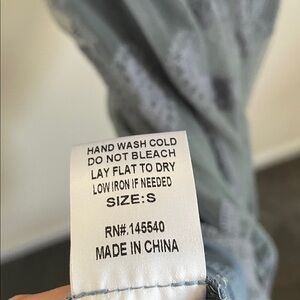 HAND WASH COLD
DO NOT BLEACH
LAY FLAT TO DRY
LOW IRON IF NEEDED
SIZE:S
RN#.145540
MADE IN CHINA